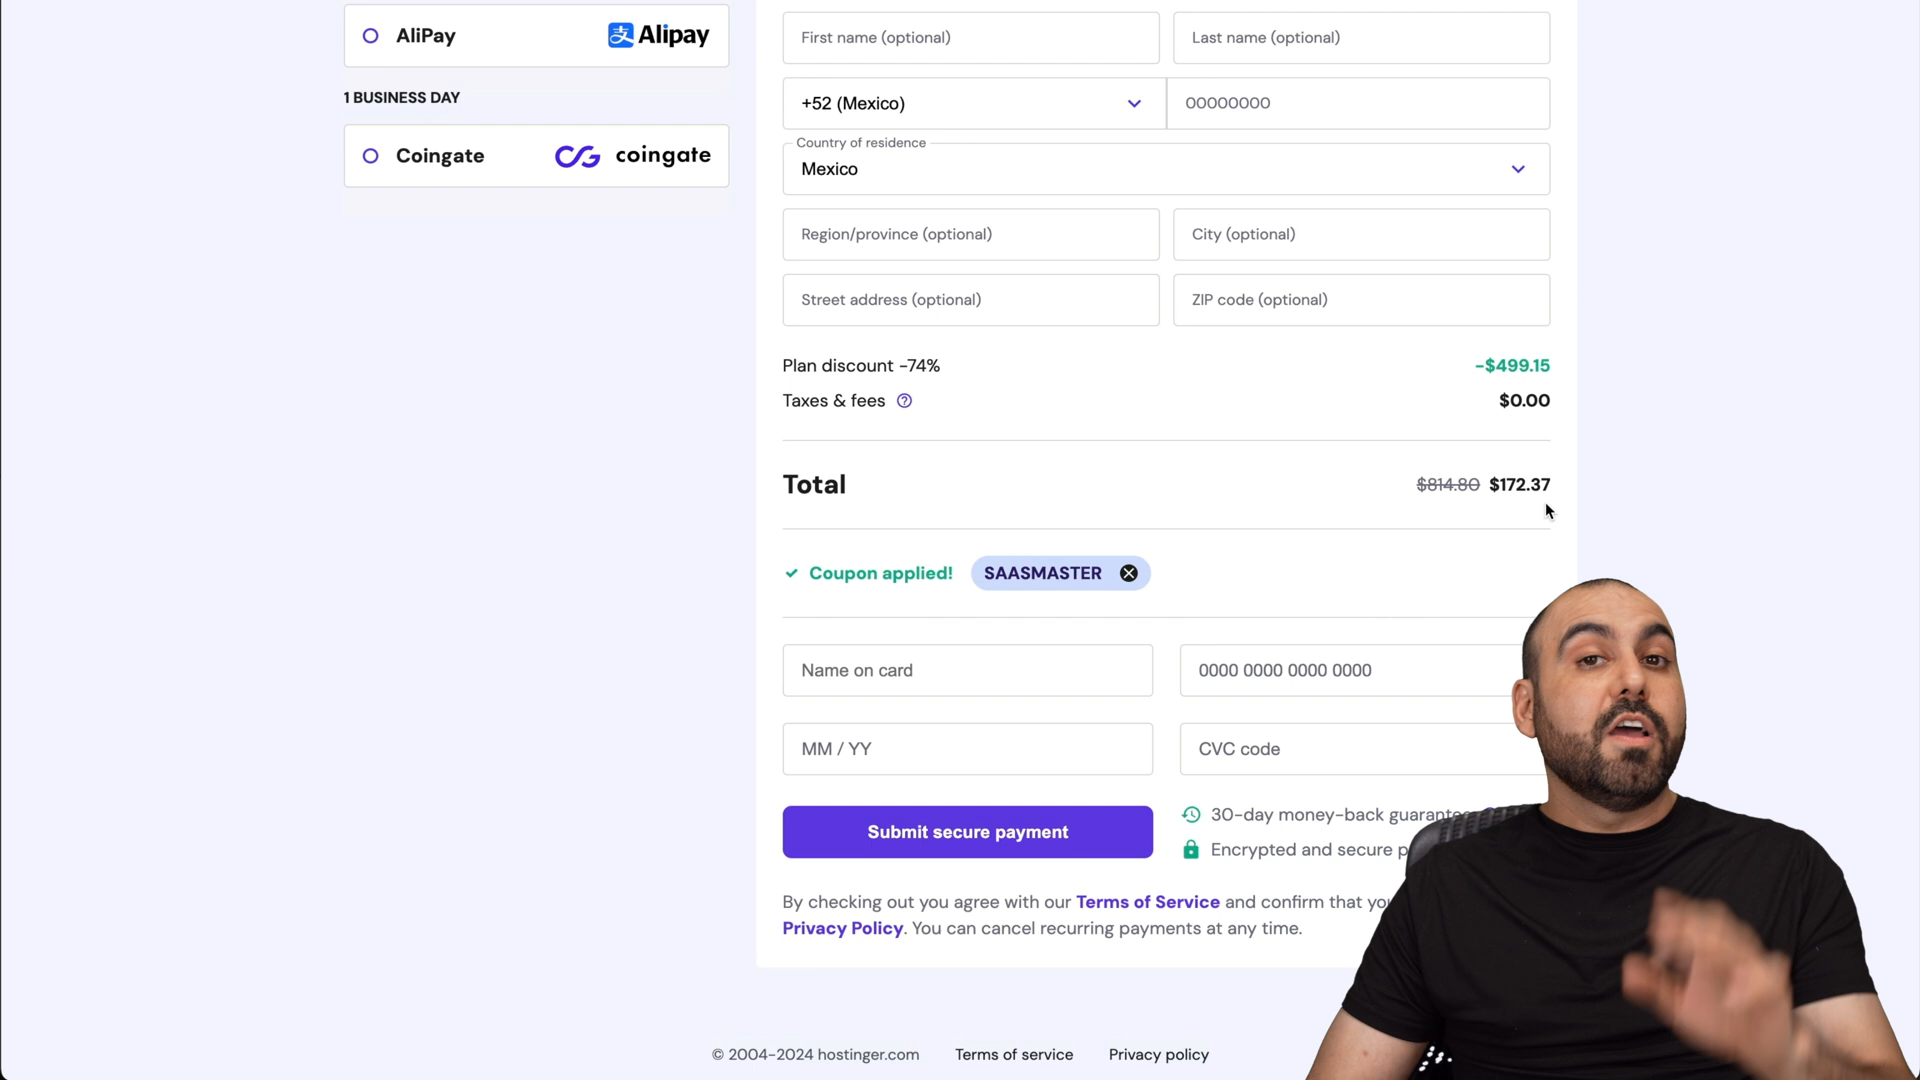 AliPay
支 Alipay
1 BUSINESS DAY
Coingate
coingate
First name (optional)
Last name (optional)
+52 (Mexico)
00000000
Country of residence
Mexico
Region/province (optional)
City (optional)
Street address (optional)
ZIP code (optional)
Plan discount -74%
-$499.15
Taxes & fees ?
$0.00
Total
$814.80 $172.37
Coupon applied! SAASMASTER
Name on card
0000 0000 0000 0000
MM / YY
CVC code
Submit secure payment
30-day money-back guarantee
Encrypted and secure p
By checking out you agree with our Terms of Service and confirm that you
Privacy Policy. You can cancel recurring payments at any time.
© 2004-2024 hostinger.com
Terms of service
Privacy policy